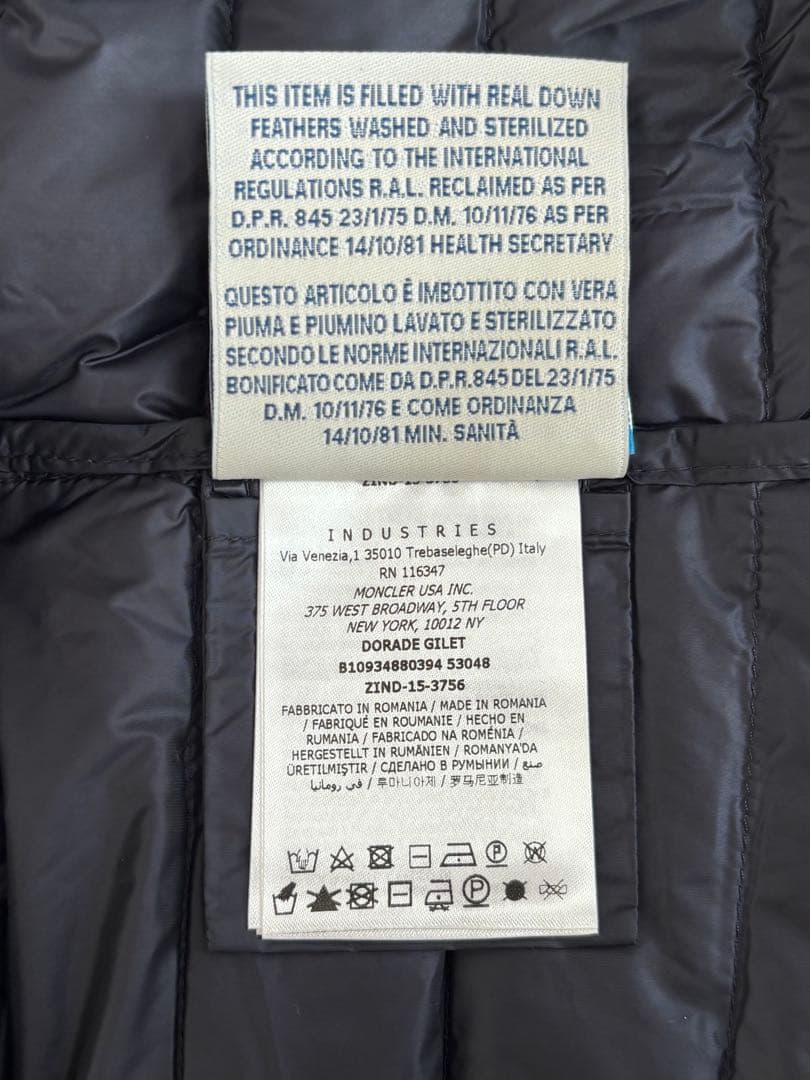 THIS ITEM IS FILLED WITH REAL DOWN
FEATHERS WASHED AND STERILIZED
ACCORDING TO THE INTERNATIONAL
REGULATIONS R.A.L. RECLAIMED AS PER
D.P.R. 845 23/1/75 D.M. 10/11/76 AS PER
ORDINANCE 14/10/81 HEALTH SECRETARY
QUESTO ARTICOLO È IMBOTTITO CON VERA
PIUMA E PIUMINO LAVATO E STERILIZZATO
SECONDO LE NORME INTERNAZIONALI R.A.L.
BONIFICATO COME DA D.P.R.845 DEL 23/1/75
D.M. 10/11/76 E COME ORDINANZA
14/10/81 MIN. SANITÀ
INDUSTRIES
Via Venezia,1 35010 Trebaseleghe(PD) Italy
RN 116347
MONCLER USA INC.
375 WEST BROADWAY, 5TH FLOOR
NEW YORK, 10012 NY
DORADE GILET
B10934880394 53048
ZIND-15-3756
FABBRICATO IN ROMANIA / MADE IN ROMANIA
/ FABRIQUÉ EN ROUMANIE / HECHO EN
RUMANIA / FABRICADO NA ROMÉNIA /
HERGESTELLT IN RUMÄNIEN / ROMANYA'DA
ÜRETILMIŞTIR / СДЕЛАНО В РУМЫНИИ / صنع
في رومانيا / 루마니아제 / 罗马尼亚制造
P
W
P